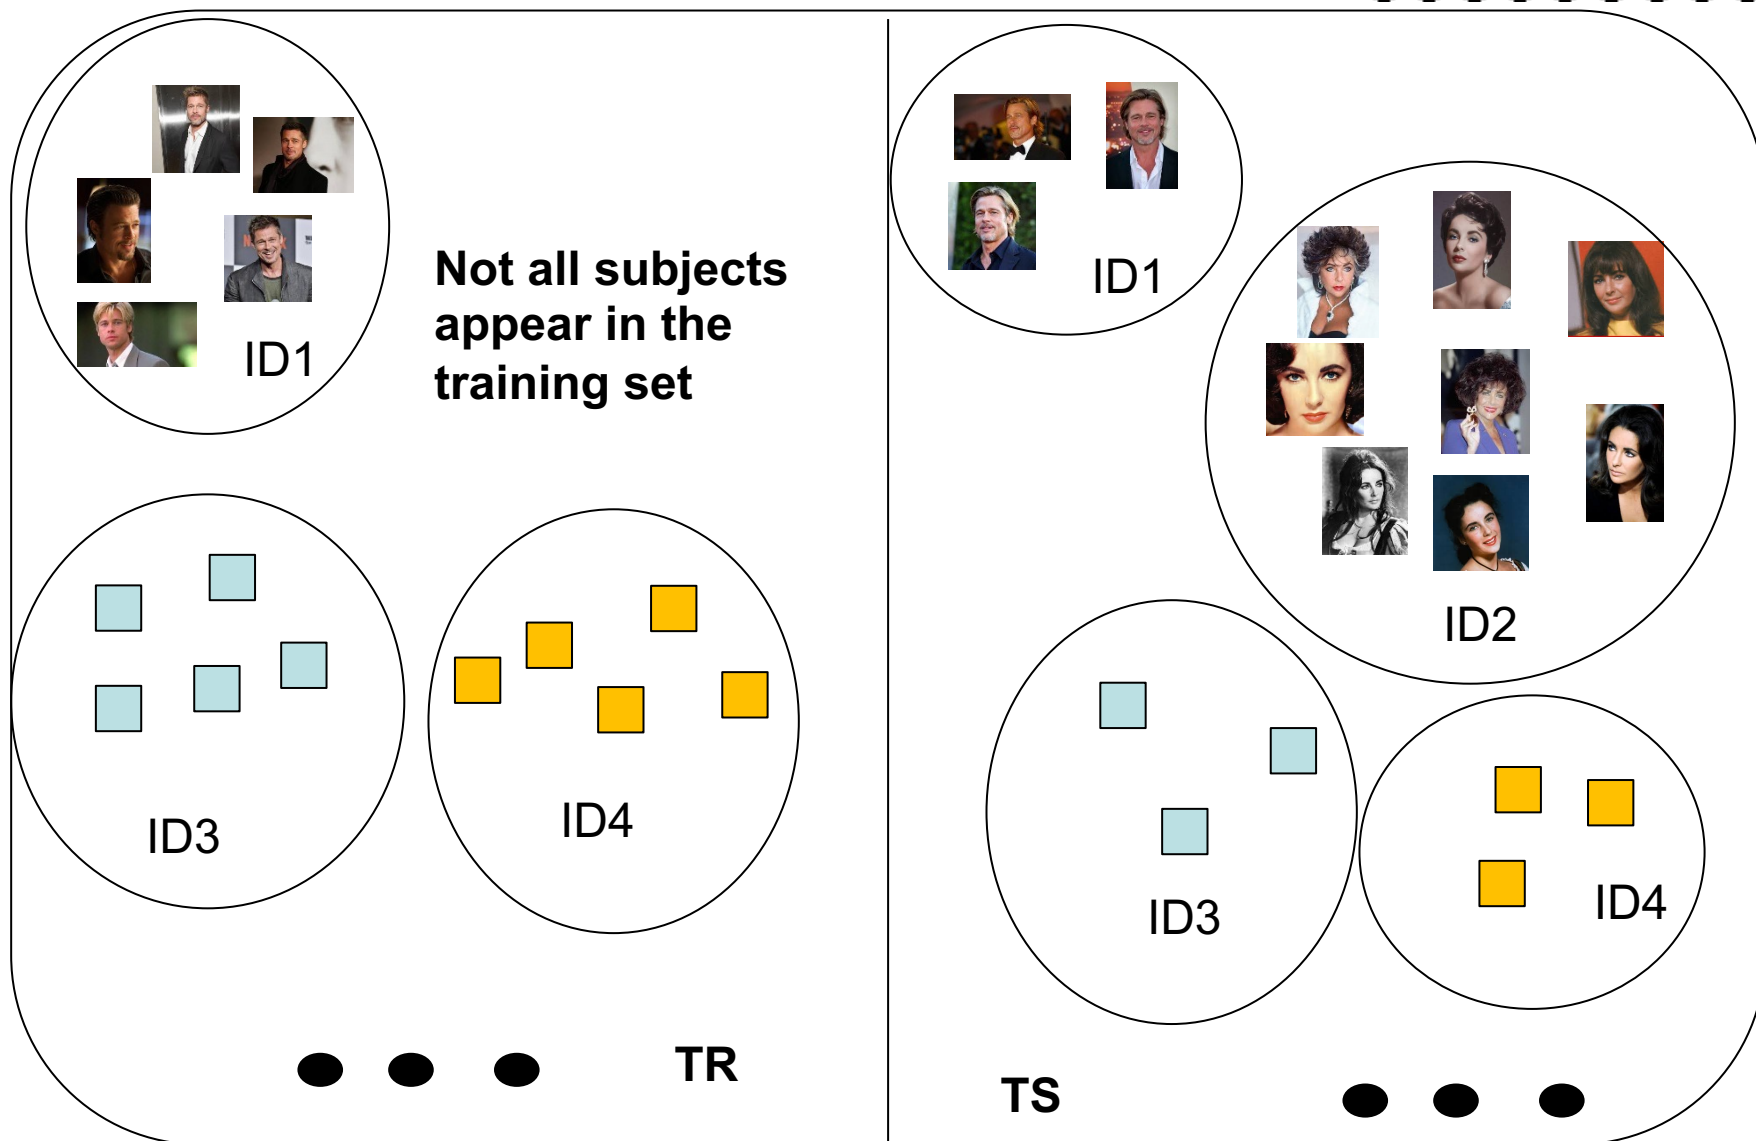 Not all subjects
appear in the
training set
ID1
ID3
ID4
TR
ID1
ID2
ID3
ID4
TS